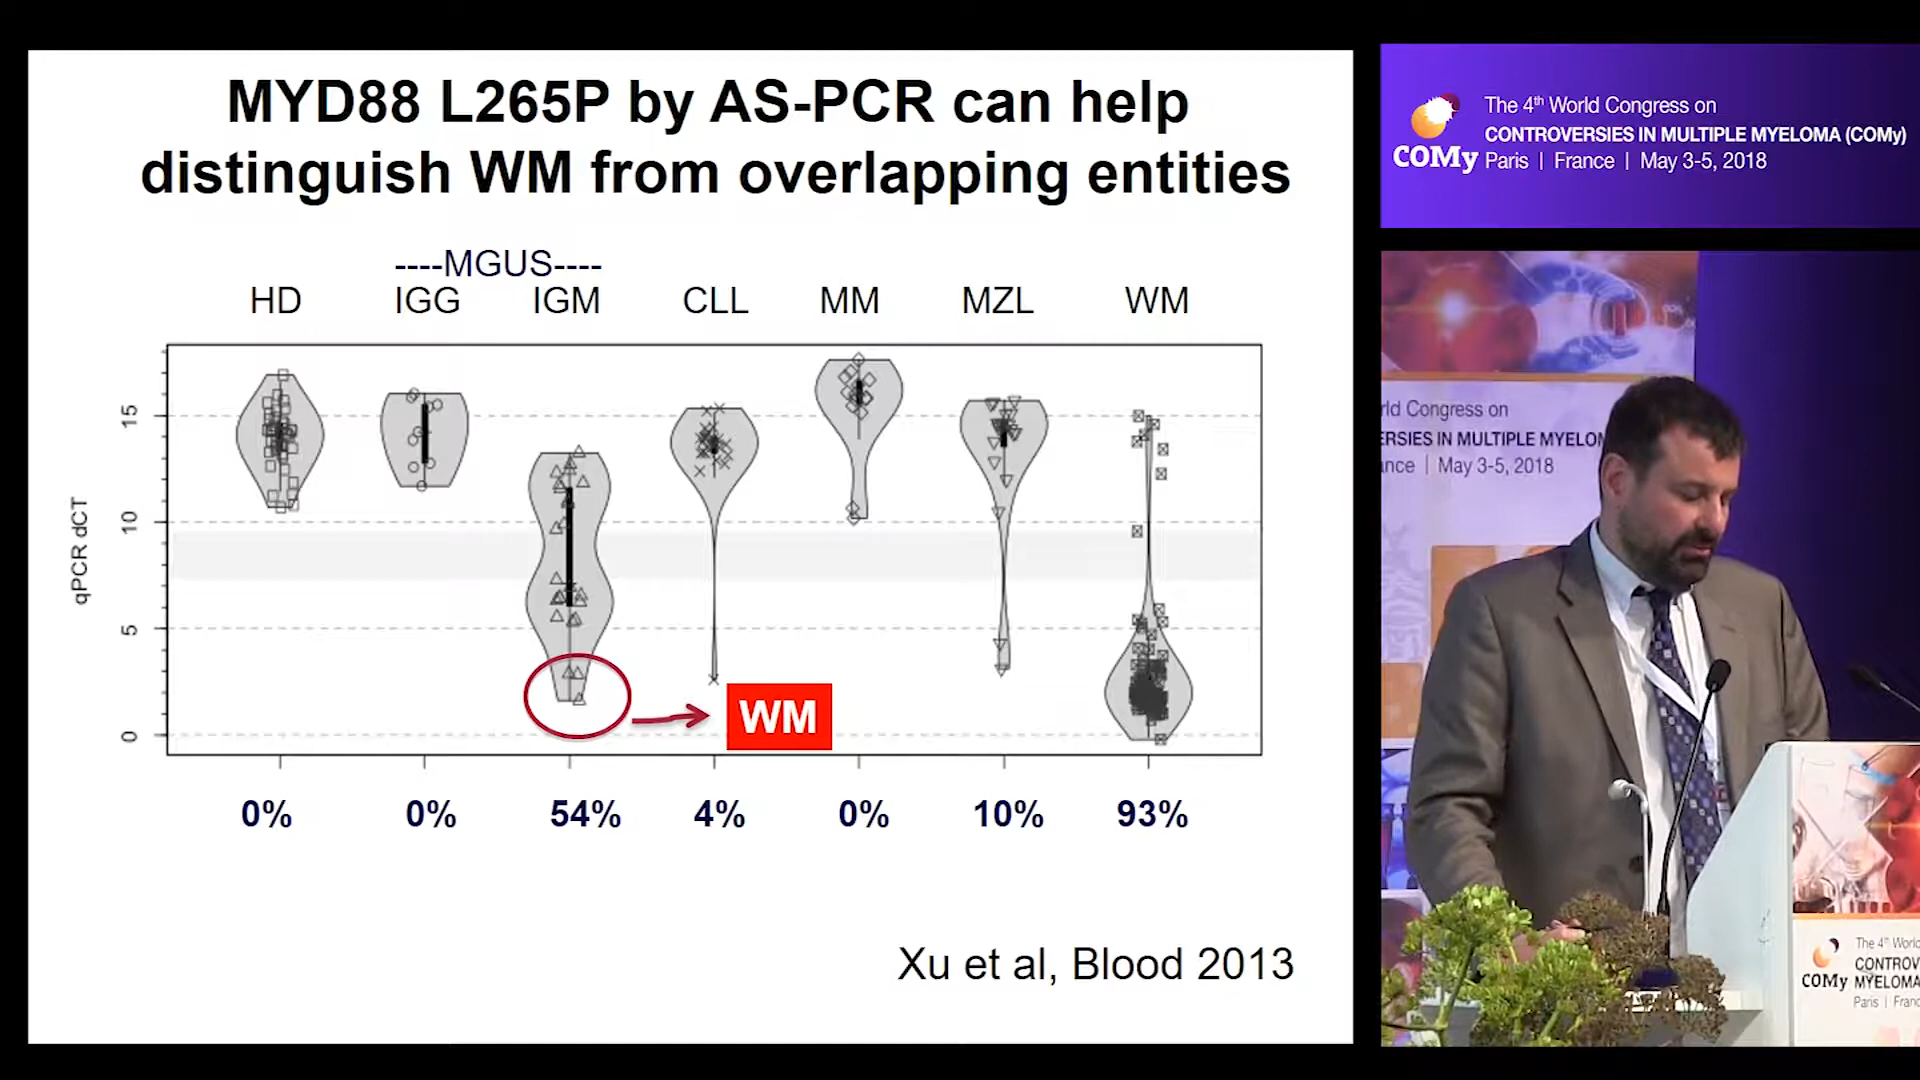 MYD88 L265P by AS-PCR can help
distinguish WM from overlapping entities
----MGUS----
HD IGG IGM CLL MM MZL WM
15
10
5
0
qPCR dCT
WM
0% 0% 54% 4% 0% 10% 93%
Xu et al, Blood 2013
COMy
The 4th World Congress on
CONTROVERSIES IN MULTIPLE MYELOMA (COMy)
Paris | France | May 3-5, 2018
rld Congress on
ERSIES IN MULTIPLE MYELOM
ance | May 3-5, 2018
COMy
The 4th World
CONTROV
MYELOMA
Paris | Franc